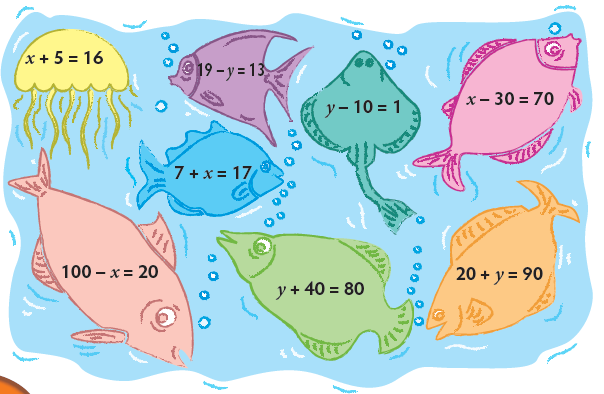 x + 5 = 16
19 – y = 13
y – 10 = 1
x – 30 = 70
7 + x = 17
100 – x = 20
y + 40 = 80
20 + y = 90